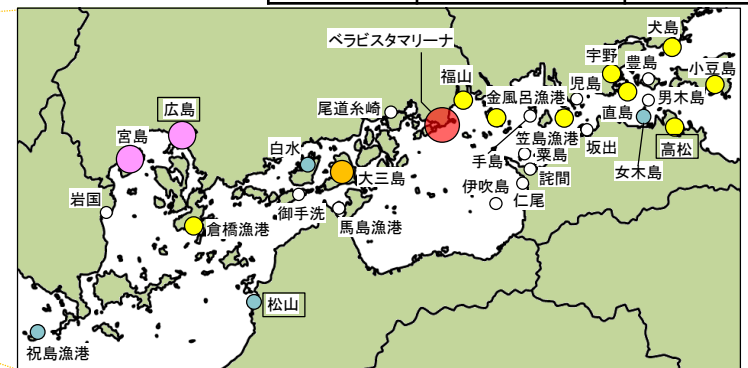 犬島
ベラビスタマリーナ
宇野
豊島
小豆島
福山
児島
金風呂漁港
男木島
尾道糸崎
広島
直島
笠島漁港
宮島
坂出
高松
手島
粟島
白水
女木島
大三島
詫間
伊吹島
岩国
仁尾
御手洗
馬島漁港
倉橋漁港
松山
祝島漁港